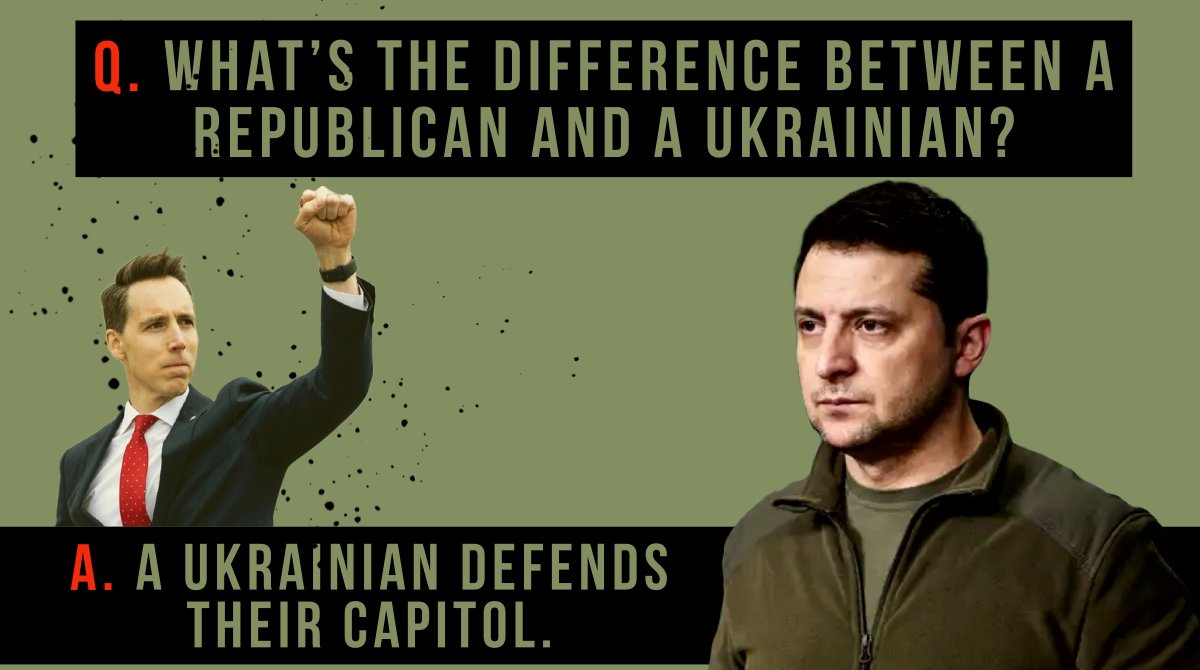 Q. WHAT'S THE DIFFERENCE BETWEEN A
REPUBLICAN AND A UKRAINIAN?
A. A UKRAINIAN DEFENDS
THEIR CAPITOL.